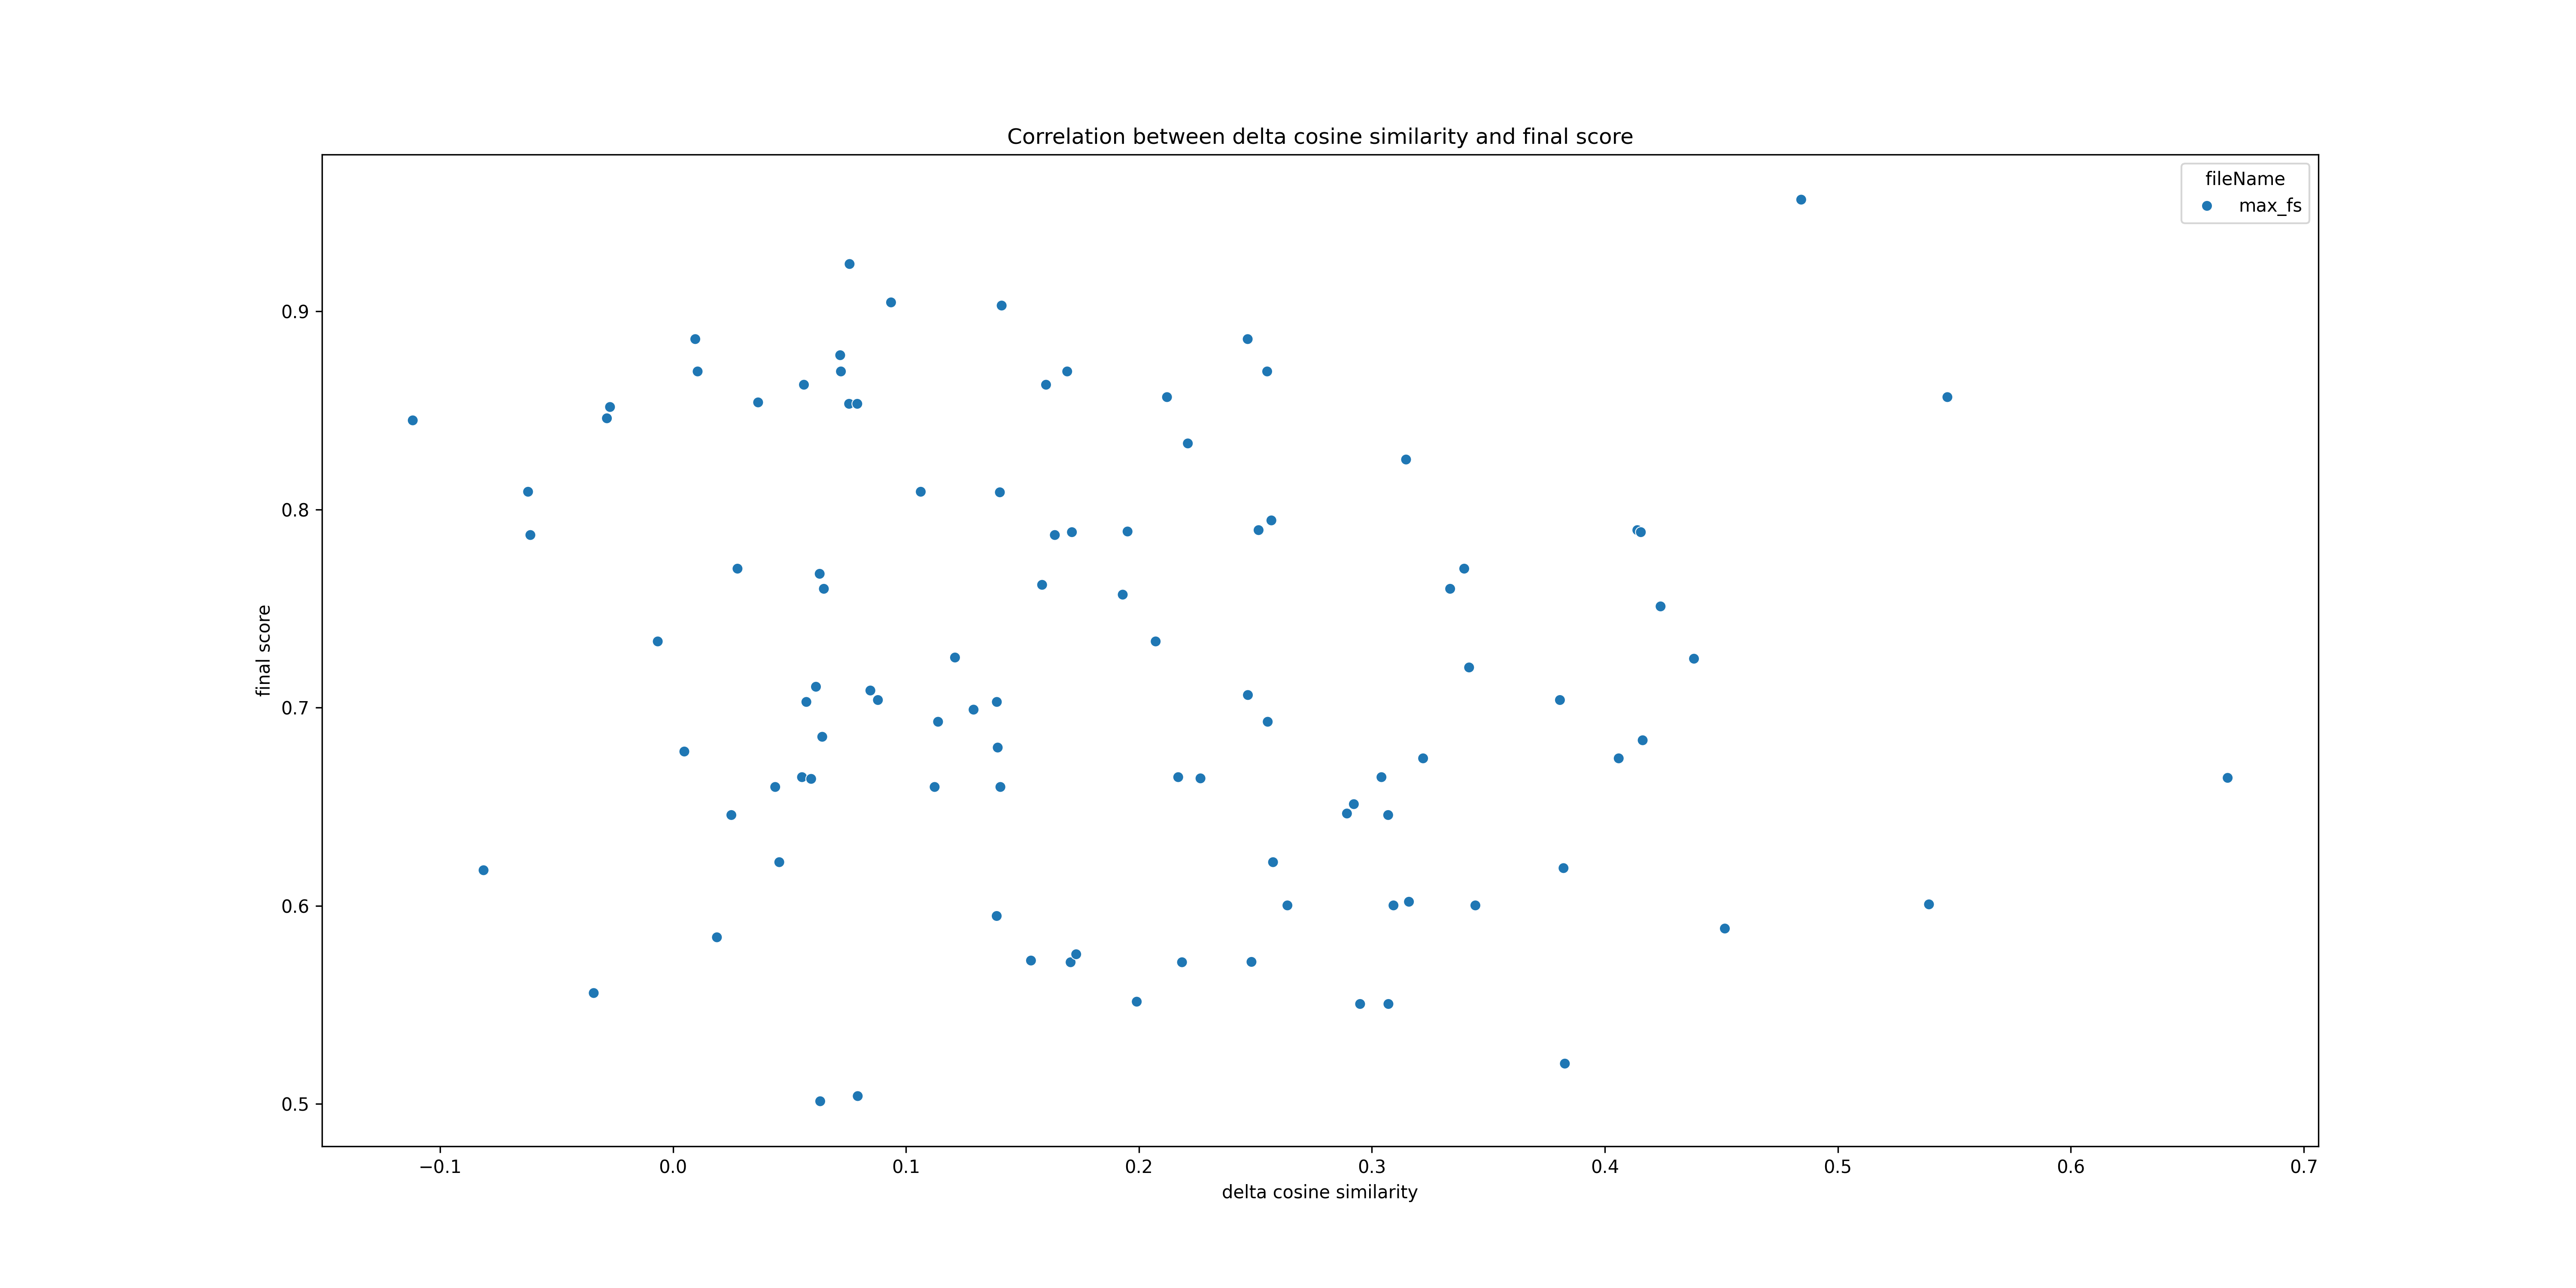 Correlation between delta cosine similarity and final score
fileName
max_fs
final score
0.9
0.8
0.7
0.6
0.5
−0.1 0.0 0.1 0.2 0.3 0.4 0.5 0.6 0.7
delta cosine similarity